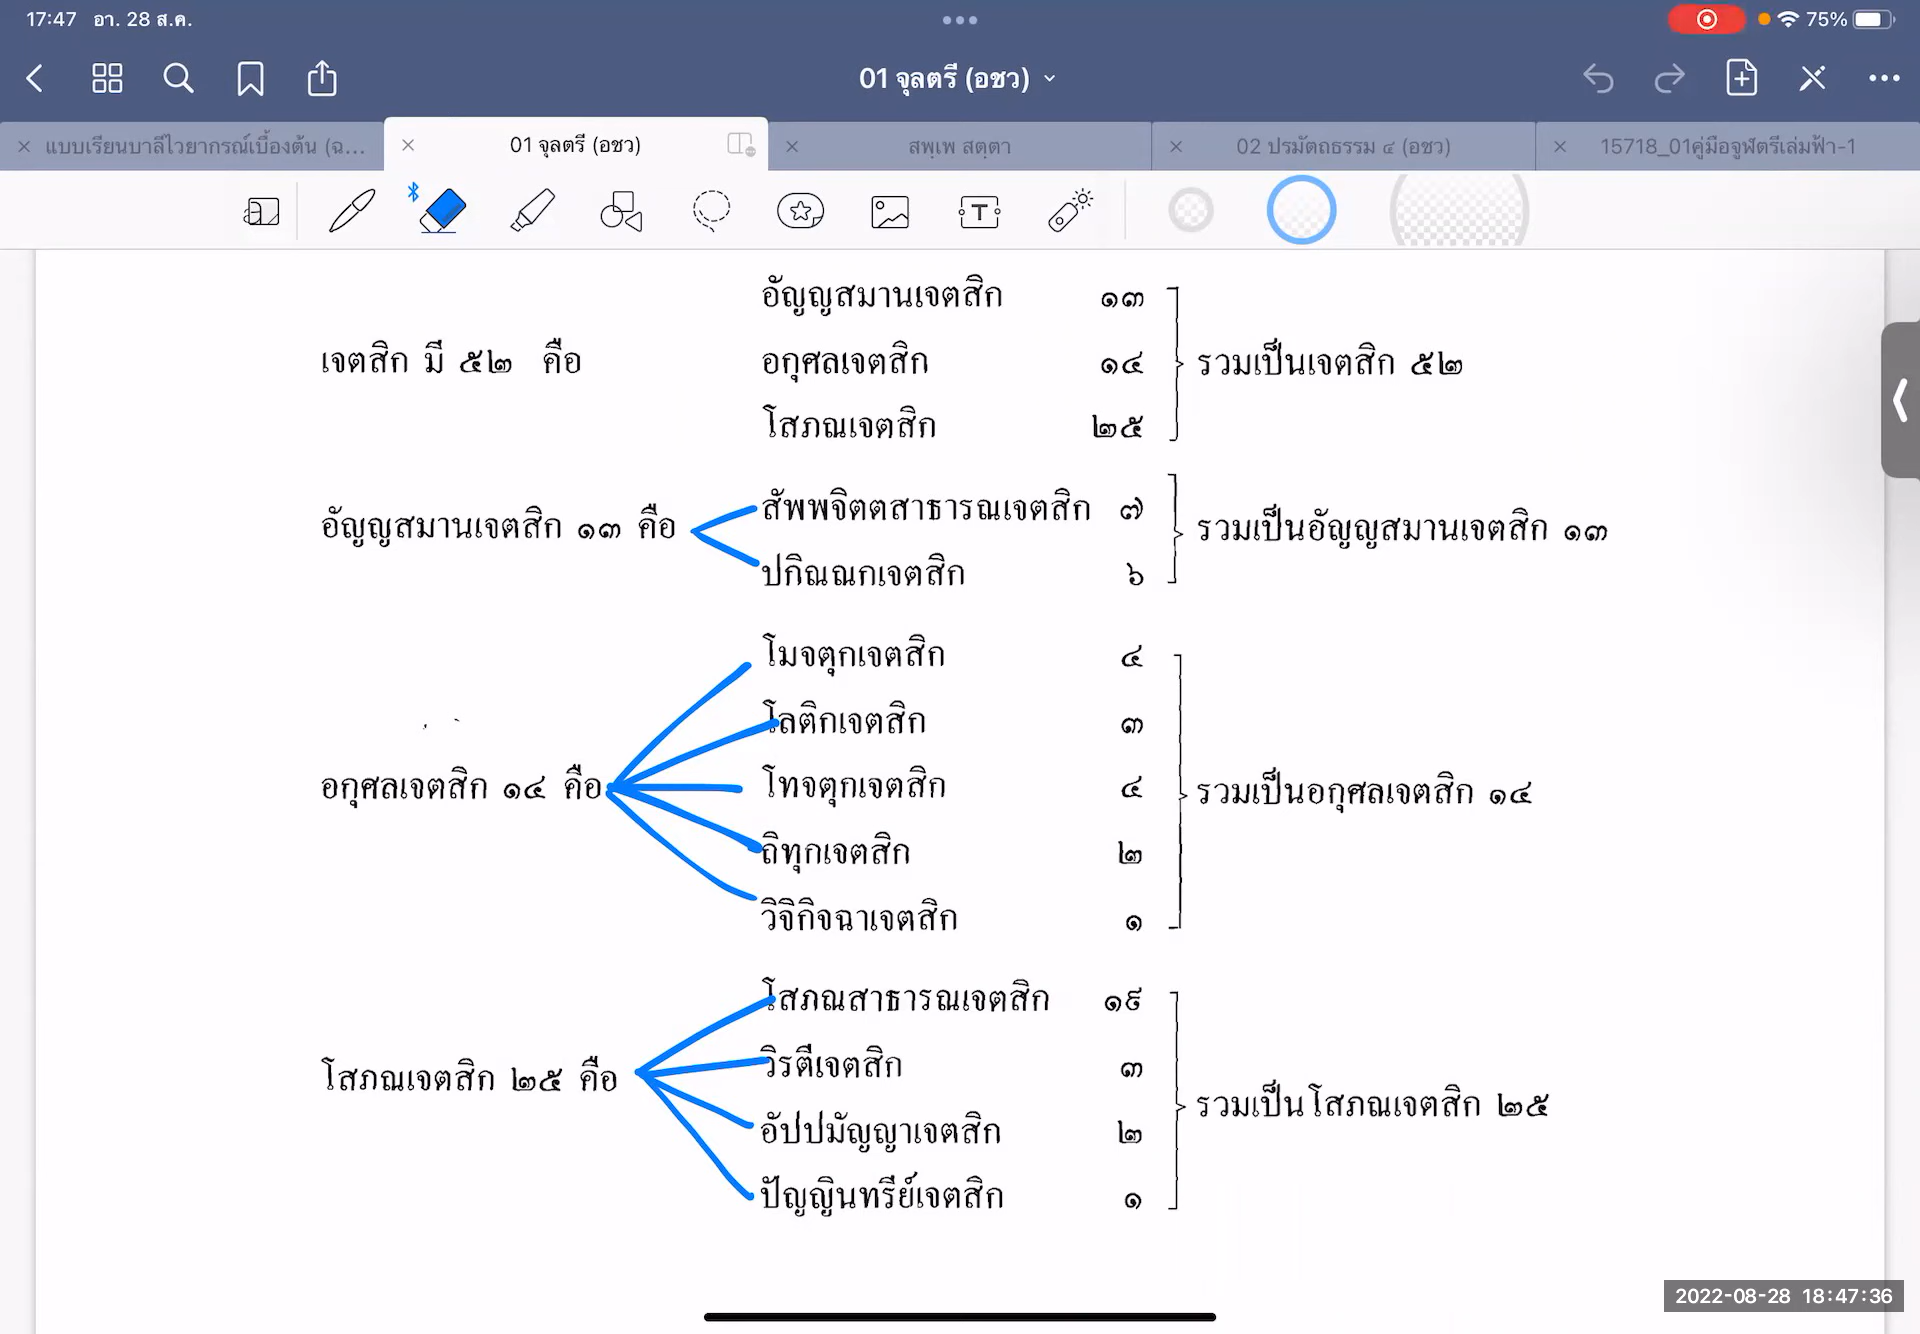 17:47 อา. 28 ส.ค.
75%
01 จุลตรี (อชว)
แบบเรียนบาลีไวยากรณ์เบื้องต้น (ฉ...
01 จุลตรี (อชว)
สพฺเพ สตฺตา
02 ปรมัตถธรรม ๔ (อชว)
15718_01คู่มือจูฬตรีเล่มฟ้า-1
อัญญสมานเจตสิก ๑๓
เจตสิก มี ๕๒ คือ อกุศลเจตสิก ๑๔ รวมเป็นเจตสิก ๕๒
โสภณเจตสิก ๒๕
สัพพจิตตสาธารณเจตสิก ๗
อัญญสมานเจตสิก ๑๓ คือ รวมเป็นอัญญสมานเจตสิก ๑๓
ปกิณณกเจตสิก ๖
โมจตุกเจตสิก ๔
โลติกเจตสิก ๓
อกุศลเจตสิก ๑๔ คือ โทจตุกเจตสิก ๔ รวมเป็นอกุศลเจตสิก ๑๔
ถิทุกเจตสิก ๒
วิจิกิจฉาเจตสิก ๑
โสภณสาธารณเจตสิก ๑๙
วิรตีเจตสิก ๓
โสภณเจตสิก ๒๕ คือ รวมเป็นโสภณเจตสิก ๒๕
อัปปมัญญาเจตสิก ๒
ปัญญินทรีย์เจตสิก ๑
2022-08-28 18:47:36